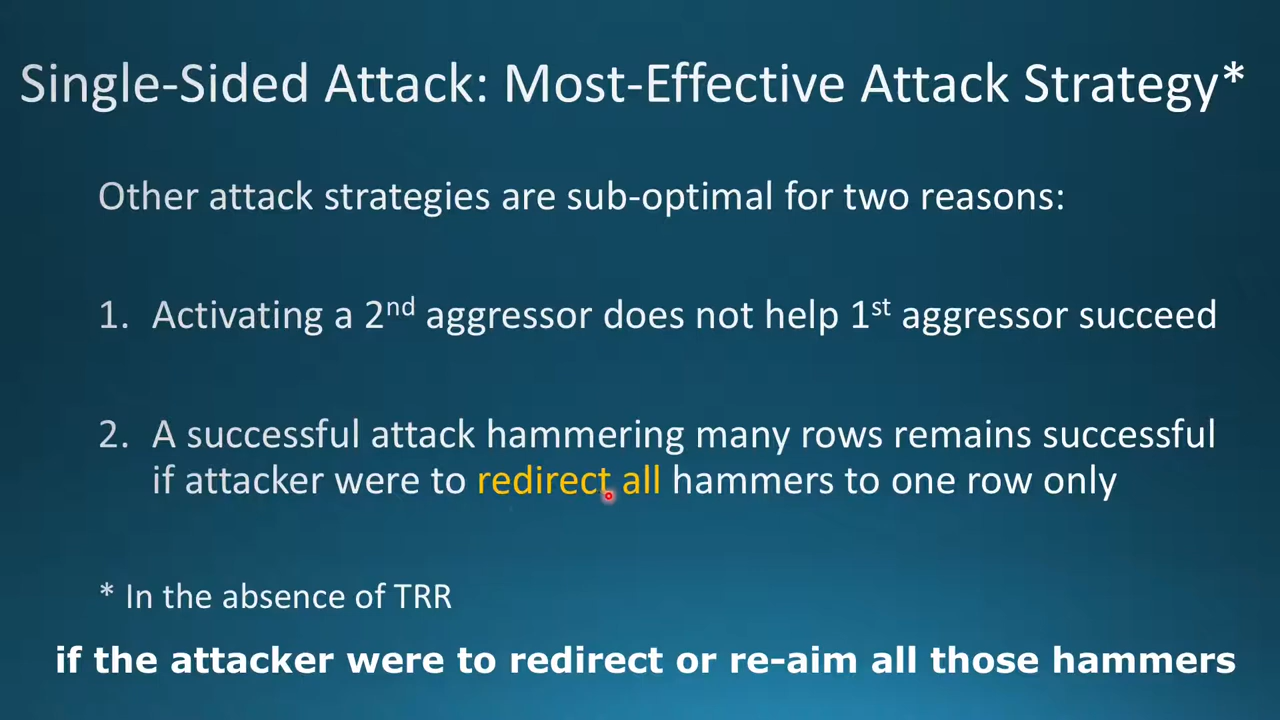 Single-Sided Attack: Most-Effective Attack Strategy*
Other attack strategies are sub-optimal for two reasons:
1. Activating a 2nd aggressor does not help 1st aggressor succeed
2. A successful attack hammering many rows remains successful
if attacker were to redirect all hammers to one row only
* In the absence of TRR
if the attacker were to redirect or re-aim all those hammers